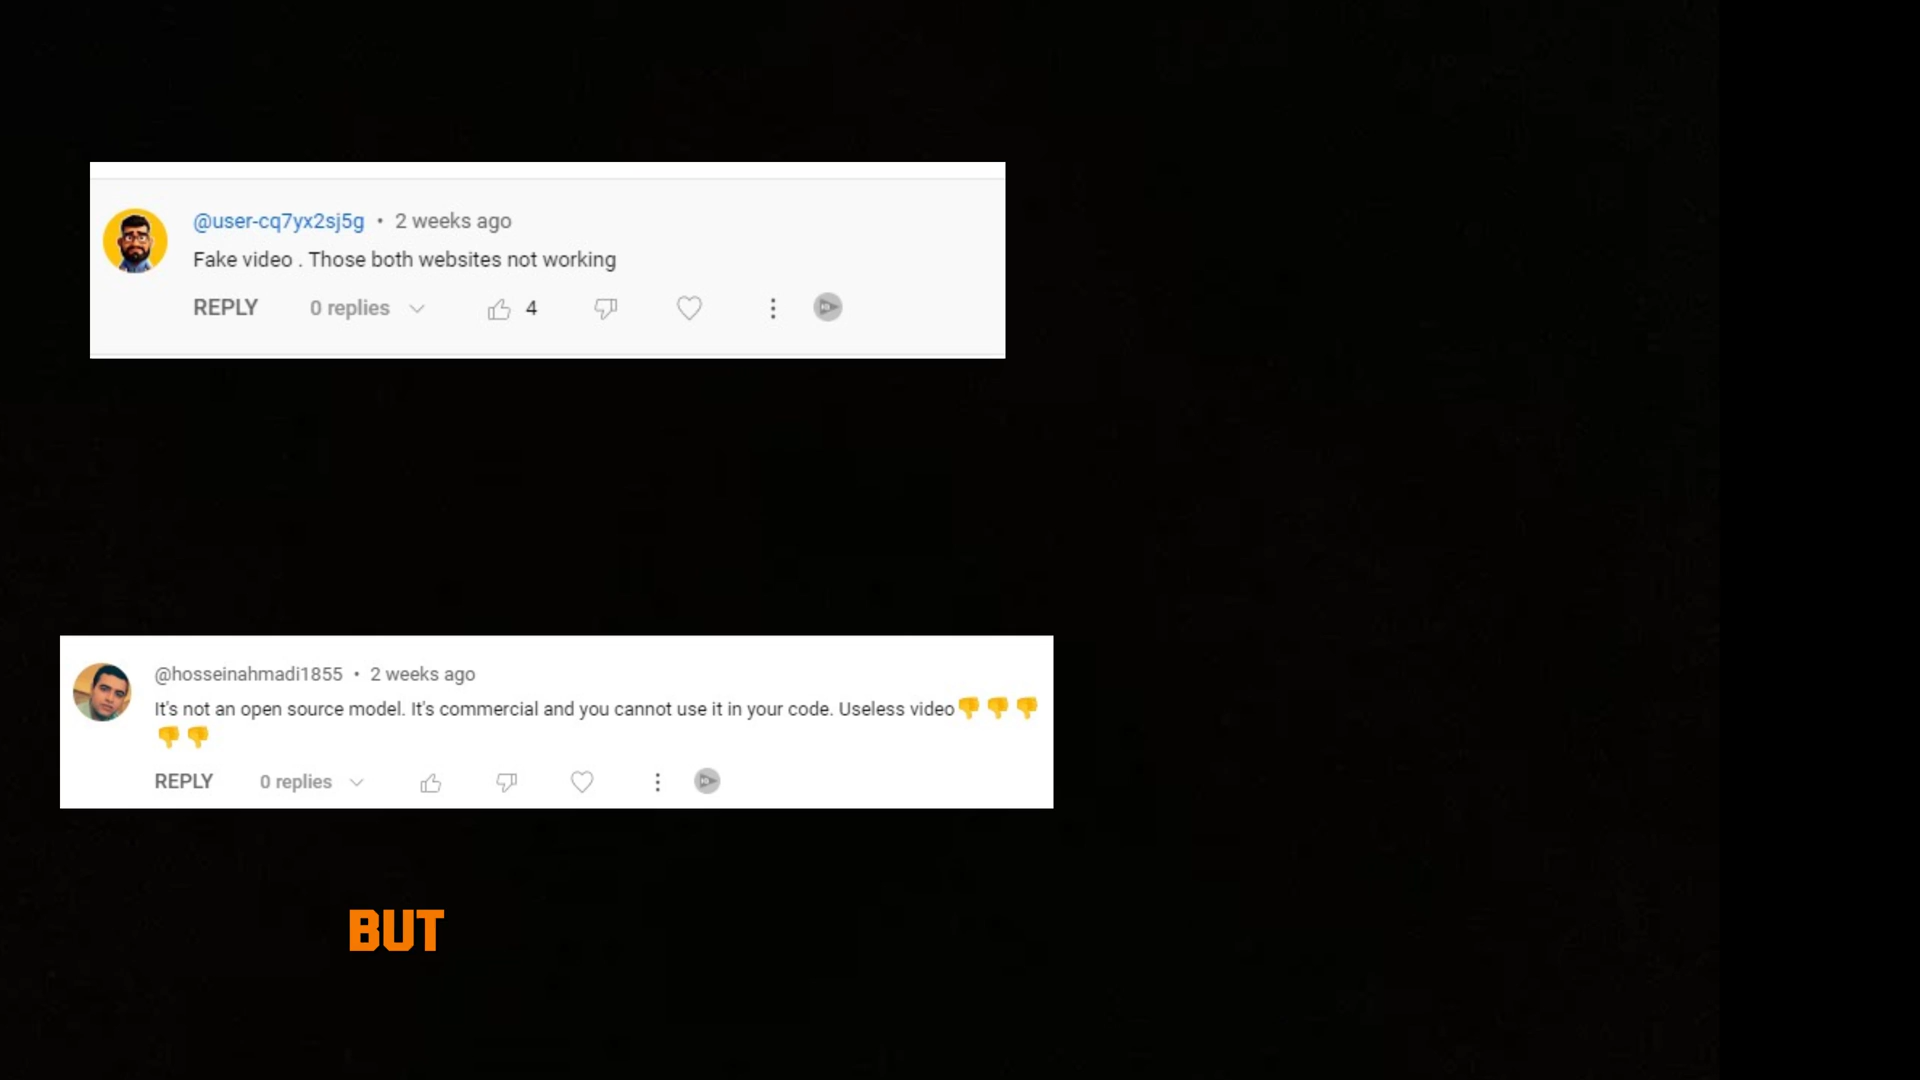 @user-cq7yx2sj5g • 2 weeks ago
Fake video . Those both websites not working
REPLY 0 replies 4
@hosseinahmadi1855 • 2 weeks ago
It's not an open source model. It's commercial and you cannot use it in your code. Useless video👎👎👎
👎👎
REPLY 0 replies
BUT